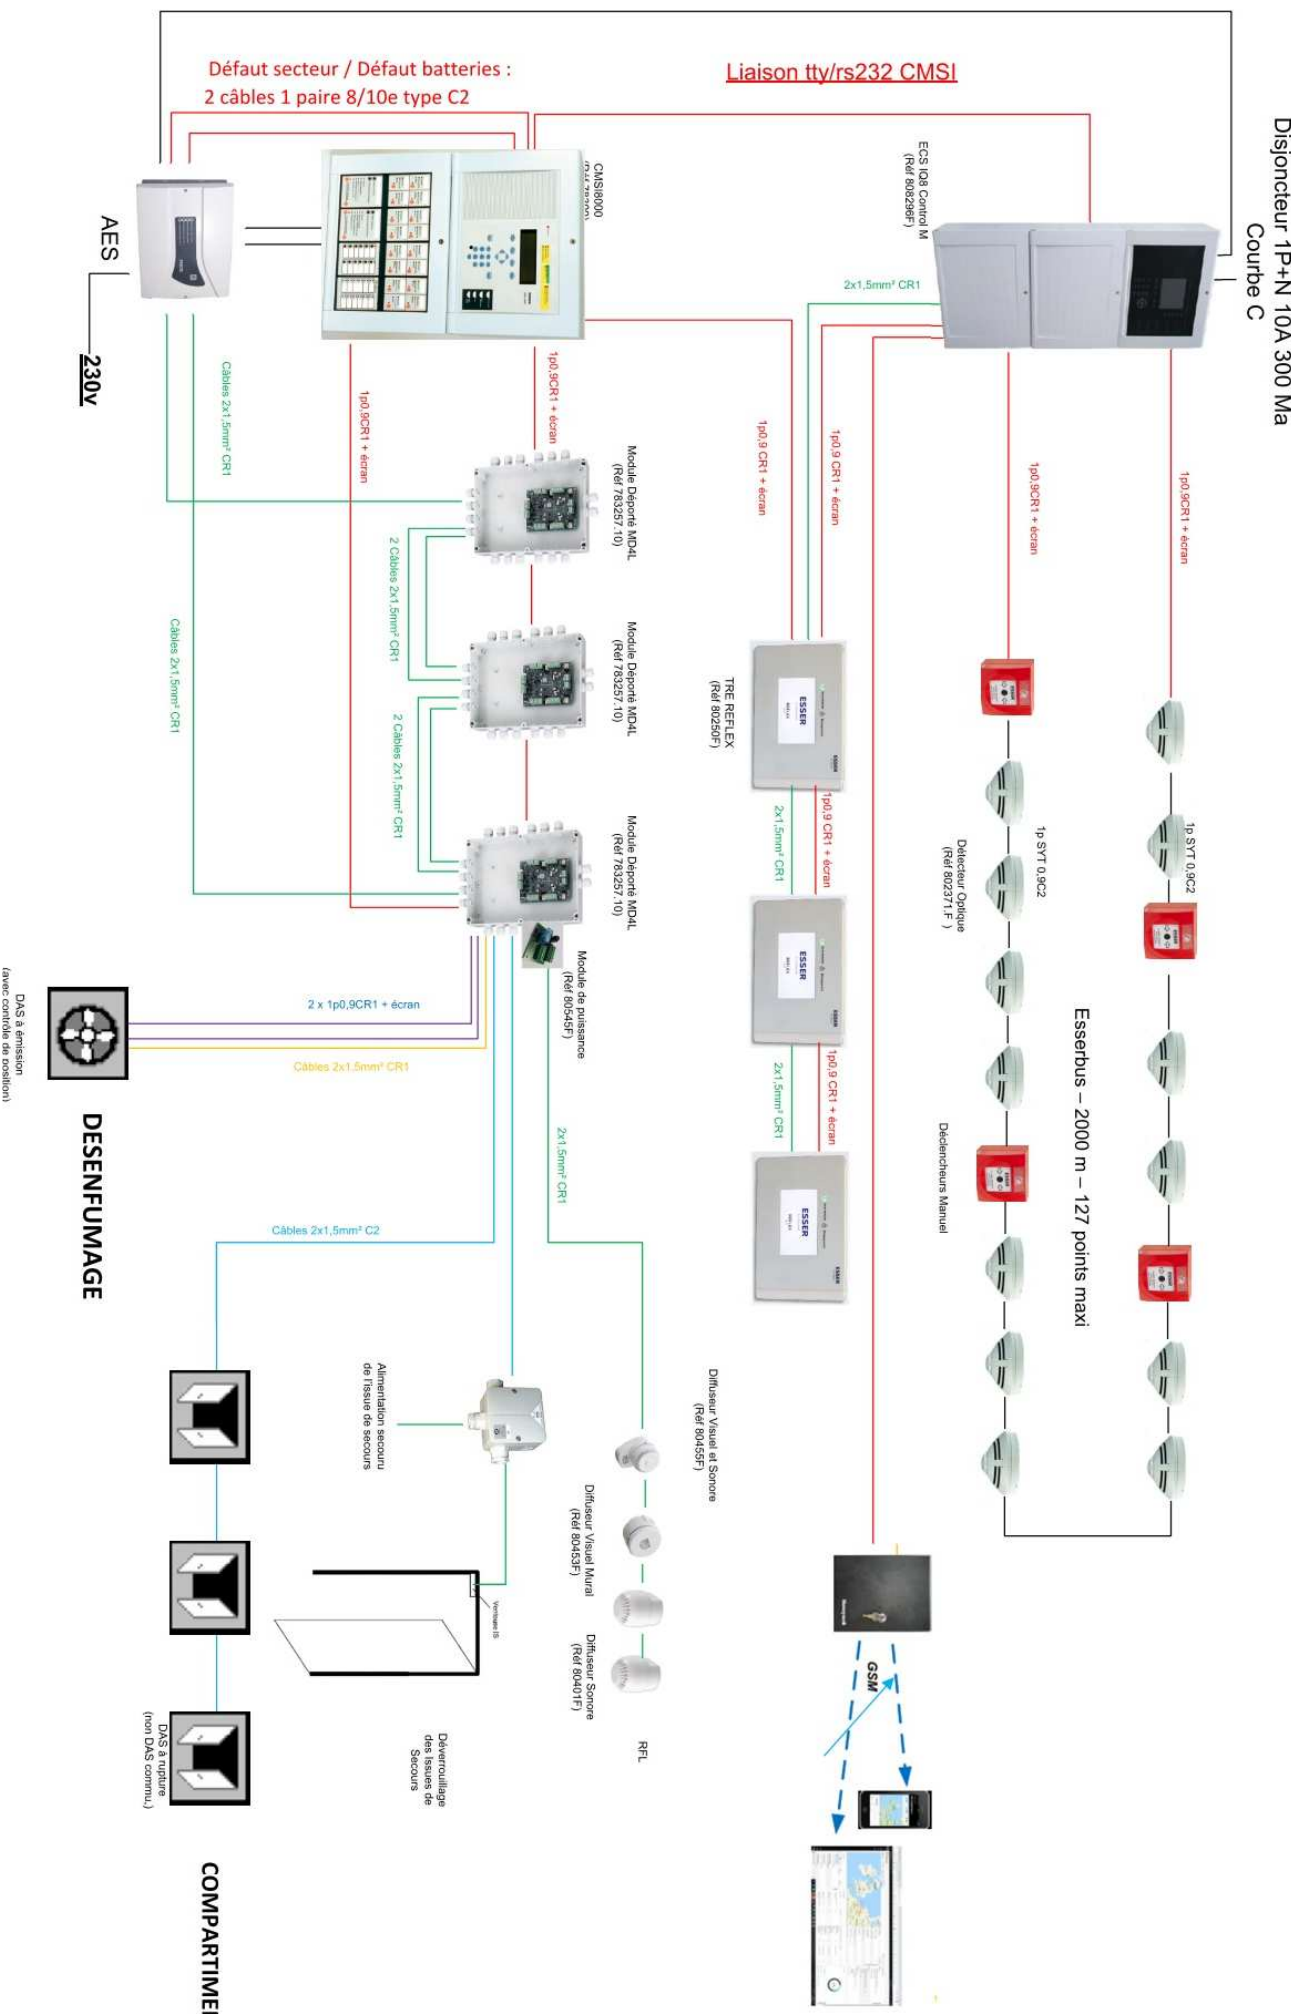 Disjoncteur 1P+N 10A 300 Ma
Courbe C
Défaut secteur / Défaut batteries :
2 câbles 1 paire 8/10e type C2
Liaison tty/rs232 CMSI
ECS IQ8 Control M
(Réf 808296F)
CMSI8000
AES
230v
2x1,5mm² CR1
1p0,9CR1 + écran
1p0,9CR1 + écran
1p0,9 CR1 + écran
1p0,9 CR1 + écran
1p0,9CR1 + écran
1p0,9CR1 + écran
Câbles 2x1,5mm² CR1
Câbles 2x1,5mm² CR1
Module Déporté MD4L
(Réf 783257.10)
2 Câbles 2x1,5mm² CR1
Module Déporté MD4L
(Réf 783257.10)
2 Câbles 2x1,5mm² CR1
Module Déporté MD4L
(Réf 783257.10)
Module de puissance
(Réf 80545F)
TRE REFLEX
(Réf 80250F)
ESSER
1p0,9 CR1 + écran
2x1,5mm² CR1
ESSER
1p0,9 CR1 + écran
2x1,5mm² CR1
ESSER
1p SYT 0,9C2
1p SYT 0,9C2
Détecteur Optique
(Réf 802371.F )
Esserbus – 2000 m – 127 points maxi
Déclencheurs Manuel
2 x 1p0,9CR1 + écran
Câbles 2x1,5mm² CR1
DAS à émission
(avec contrôle de position)
DESENFUMAGE
2x1,5mm² CR1
Câbles 2x1,5mm² C2
Alimentation secouru
de l'issue de secours
Diffuseur Visuel et Sonore
(Réf 80455F)
Diffuseur Visuel Mural
(Réf 80453F)
Diffuseur Sonore
(Réf 80401F)
RFL
Ventouse IS
Déverrouillage
des Issues de
Secours
GSM
DAS à rupture
(non DAS commu.)
COMPARTIME